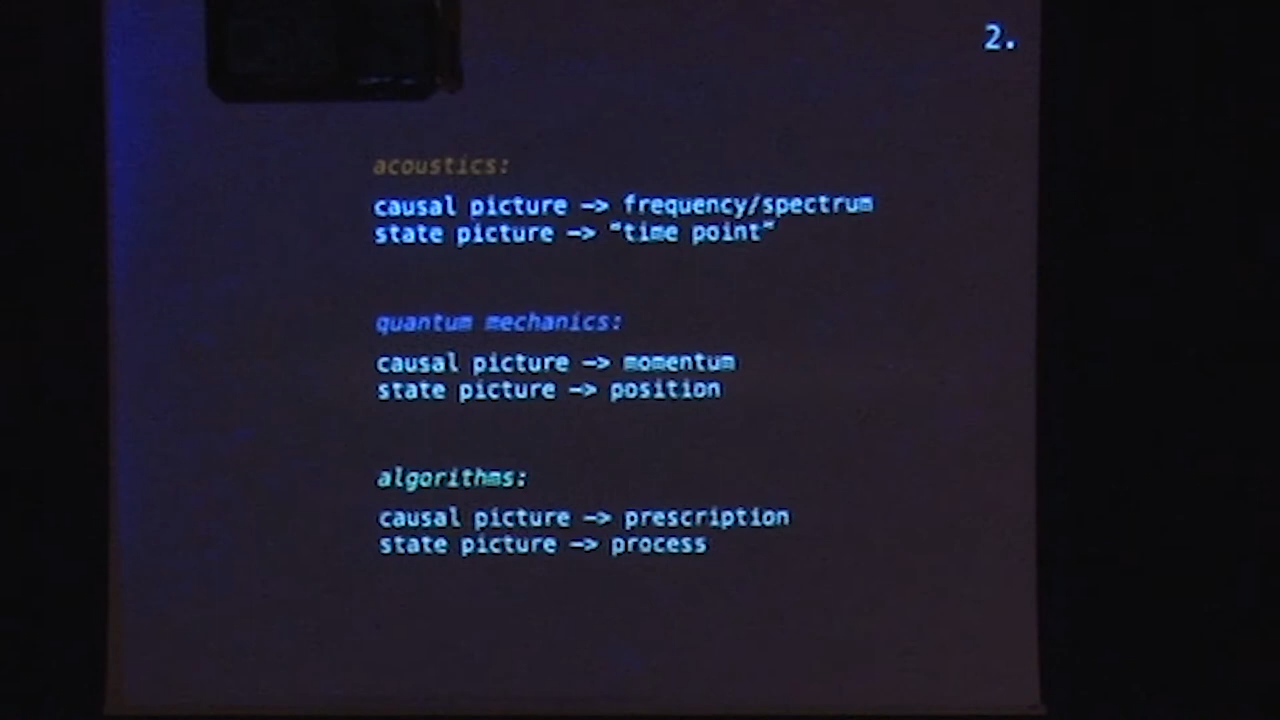 2.
acoustics:
causal picture —> frequency/spectrum
state picture —> "time point"
quantum mechanics:
causal picture —> momentum
state picture —> position
algorithms:
causal picture —> prescription
state picture —> process